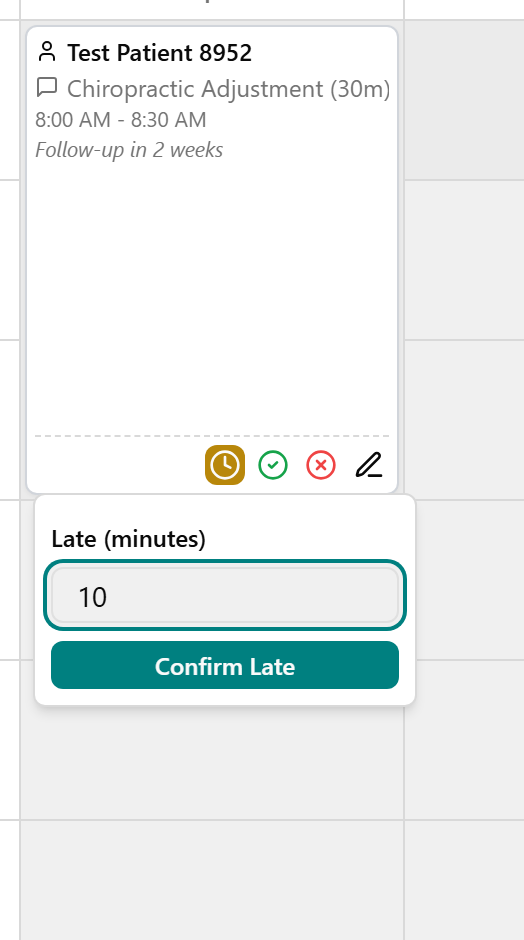 Test Patient 8952
Chiropractic Adjustment (30m)
8:00 AM - 8:30 AM
Follow-up in 2 weeks
Late (minutes)
10
Confirm Late